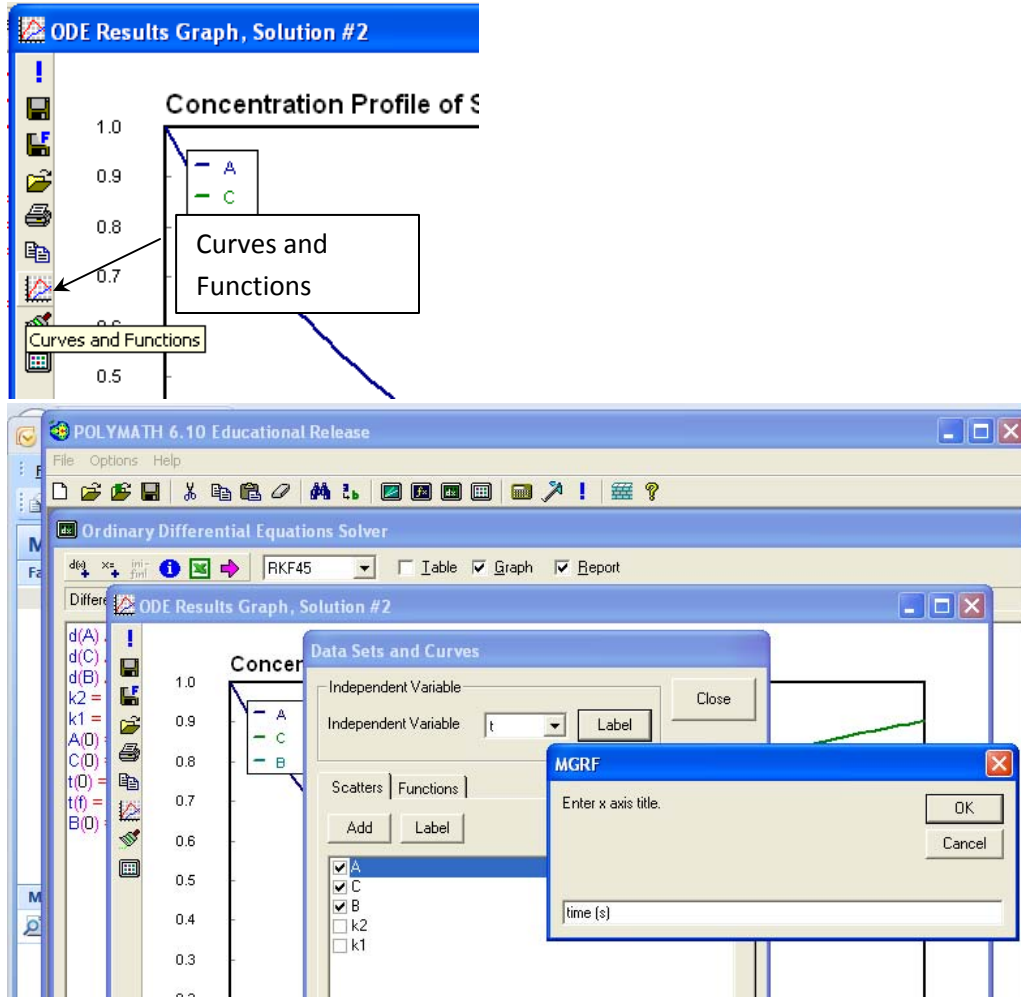 ODE Results Graph, Solution #2
Concentration Profile of S
1.0
A
0.9
C
0.8
Curves and
Functions
0.7
Curves and Functions
0.5
POLYMATH 6.10 Educational Release
File Options Help
Ordinary Differential Equations Solver
d(x) x= ini- finl RKF45 Table Graph Report
Differe
ODE Results Graph, Solution #2
d(A)
d(C)
d(B)
k2 =
k1 =
A(0) =
C(0) =
t(0) =
t(f) =
B(0) =
Concer
1.0
A
0.9
C
0.8
B
0.7
0.6
0.5
0.4
0.3
Data Sets and Curves
Independent Variable
Close
Independent Variable t Label
Scatters Functions
Add Label
A
C
B
k2
k1
MGRF
Enter x axis title.
OK
Cancel
time (s)